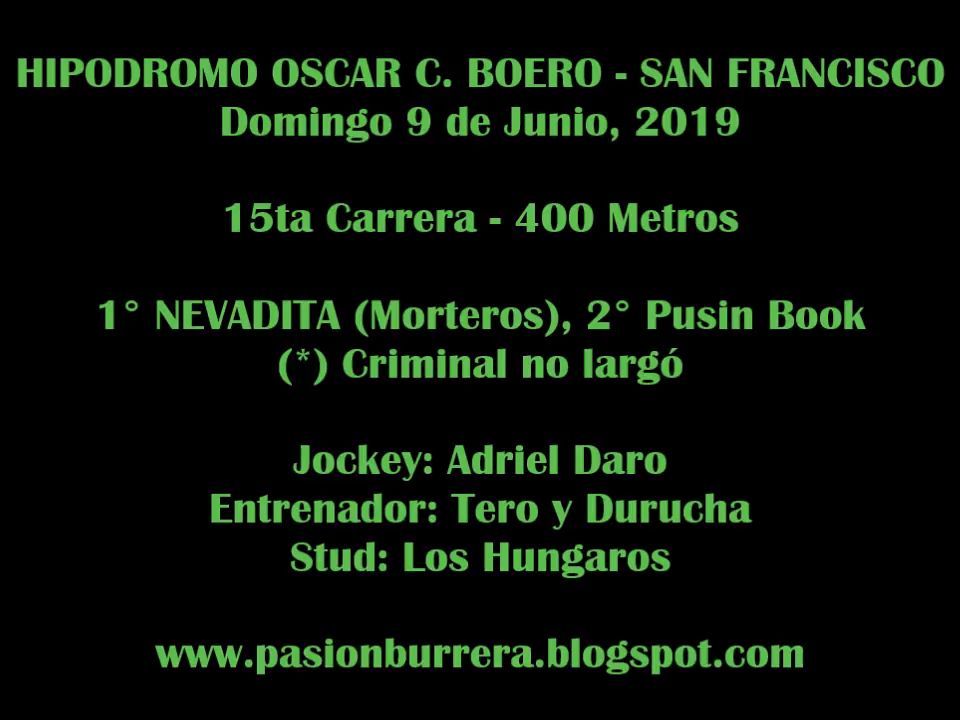 HIPODROMO OSCAR C. BOERO - SAN FRANCISCO
Domingo 9 de Junio, 2019
15ta Carrera - 400 Metros
1° NEVADITA (Morteros), 2° Pusin Book
(*) Criminal no largó
Jockey: Adriel Daro
Entrenador: Tero y Durucha
Stud: Los Hungaros
www.pasionburrera.blogspot.com